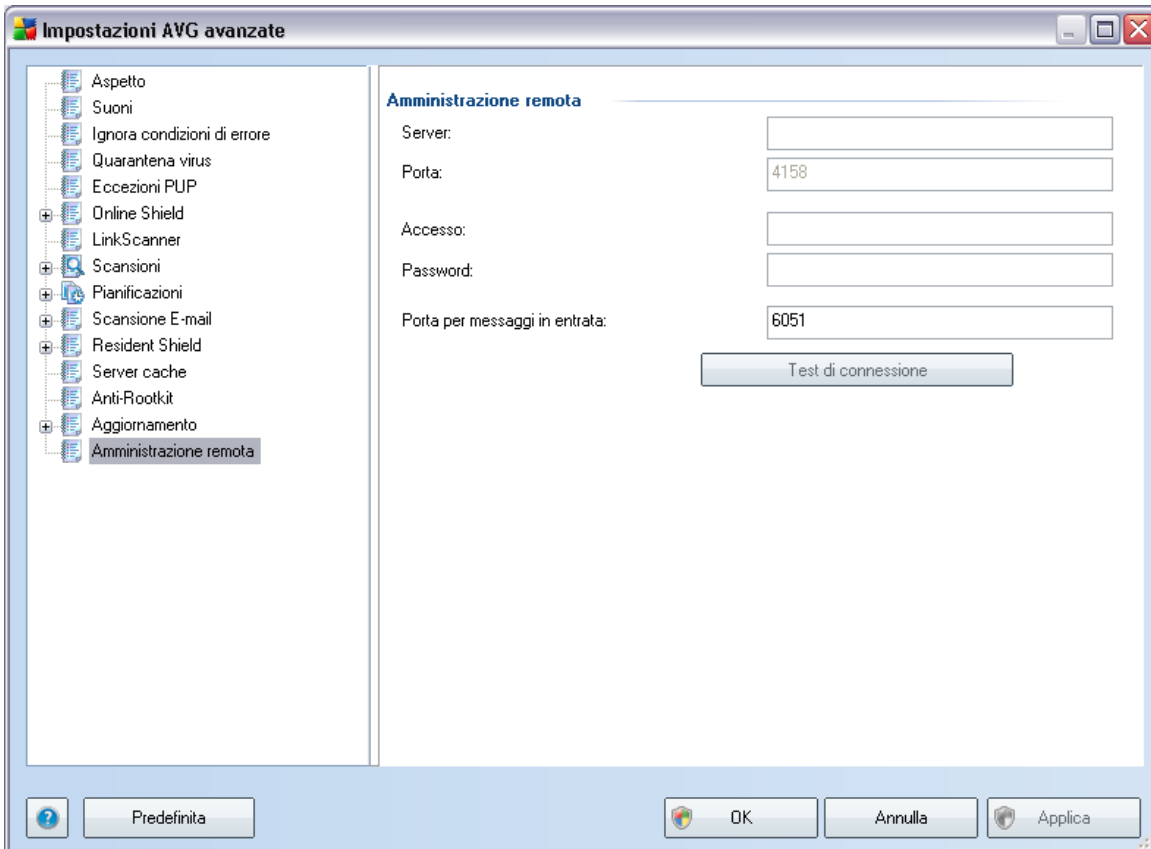 Impostazioni AVG avanzate
Aspetto
Suoni
Ignora condizioni di errore
Quarantena virus
Eccezioni PUP
Online Shield
LinkScanner
Scansioni
Pianificazioni
Scansione E-mail
Resident Shield
Server cache
Anti-Rootkit
Aggiornamento
Amministrazione remota
Amministrazione remota
Server:
Porta: 4158
Accesso:
Password:
Porta per messaggi in entrata: 6051
Test di connessione
Predefinita OK Annulla Applica